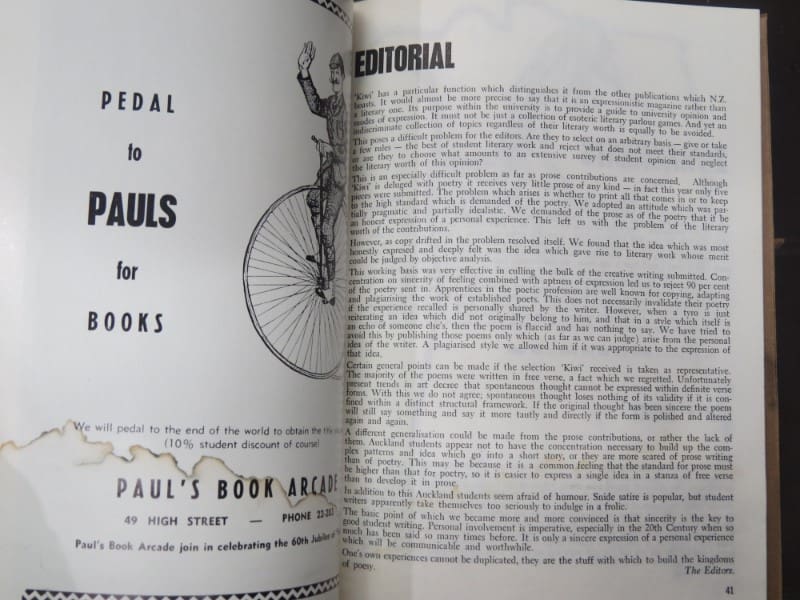 PEDAL
to
PAULS
for
BOOKS
We will pedal to the end of the world to obtain the
(10% student discount of course)
PAUL'S BOOK ARCADE
49 HIGH STREET — PHONE
Paul's Book Arcade join in celebrating the 60th Jubilee of
EDITORIAL
'Kiwi' has a particular function which distinguishes it from the other publications which N.Z.
boasts. It would almost be more precise to say that it is an expressionistic magazine rather than
a literary one. Its purpose within the university is to provide a guide to university opinion and
modes of expression. It must not be just a collection of esoteric literary parlour games. And yet an
indiscriminate collection of topics regardless of their literary worth is equally to be avoided.
This poses a difficult problem for the editors. Are they to select on an arbitrary basis — give or take
a few rules — the best of student literary work and reject what does not meet their standards,
or are they to choose what amounts to an extensive survey of student opinion and neglect
the literary worth of this opinion?
This is an especially difficult problem as far as prose contributions are concerned. Although
'Kiwi' is deluged with poetry it receives very little prose of any kind — in fact this year only five
pieces were submitted. The problem which arises is whether to print all that comes in or to keep
to the high standard which is demanded of the poetry. We adopted an attitude which was par-
tially pragmatic and partially idealistic. We demanded of the prose as of the poetry that it be
an honest expression of a personal experience. This left us with the problem of the literary
worth of the contributions.
However, as copy drifted in the problem resolved itself. We found that the idea which was most
honestly expresed and deeply felt was the idea which gave rise to literary work whose merit
could be judged by objective analysis.
This working basis was very effective in culling the bulk of the creative writing submitted. Con-
centration on sincerity of feeling combined with aptness of expression led us to reject 90 per cent
of the poetry sent in. Apprentices in the poetic profession are well known for copying, adapting
and plagiarising the work of established poets. This does not necessarily invalidate their poetry
if the experience recalled is personally shared by the writer. However, when a tyro is just
reiterating an idea which did not originally belong to him, and that in a style which itself is
an echo of someone else's, then the poem is flaccid and has nothing to say. We have tried to
avoid this by publishing those poems only which (as far as we can judge) arise from the personal
idea of the writer. A plagiarised style we allowed him if it was appropriate to the expression of
that idea.
Certain general points can be made if the selection 'Kiwi' received is taken as representative.
The majority of the poems were written in free verse, a fact which we regretted. Unfortunately
present trends in art decree that spontaneous thought cannot be expressed within definite verse
forms. With this we do not agree; spontaneous thought loses nothing of its validity if it is con-
fined within a distinct structural framework. If the original thought has been sincere the poem
will still say something and say it more tautly and directly if the form is polished and altered
again and again.
A different generalisation could be made from the prose contributions, or rather the lack of
them. Auckland students appear not to have the concentration necessary to build up the com-
plex patterns and idea which go into a short story, or they are more scared of prose writing
than of poetry. This may be because it is a common feeling that the standard for prose must
be higher than that for poetry, so it is easier to express a single idea in a stanza of free verse
than to develop it in prose.
In addition to this Auckland students seem afraid of humour. Snide satire is popular, but student
writers apparently take themselves too seriously to indulge in a frolic.
The basic point of which we became more and more convinced is that sincerity is the key to
good student writing. Personal involvement is imperative, especially in the 20th Century when so
much has been said so many times before. It is only a sincere expression of a personal experience
which will be communicable and worthwhile.
One's own experiences cannot be duplicated, they are the stuff with which to build the kingdoms
of poesy.
The Editors.
41